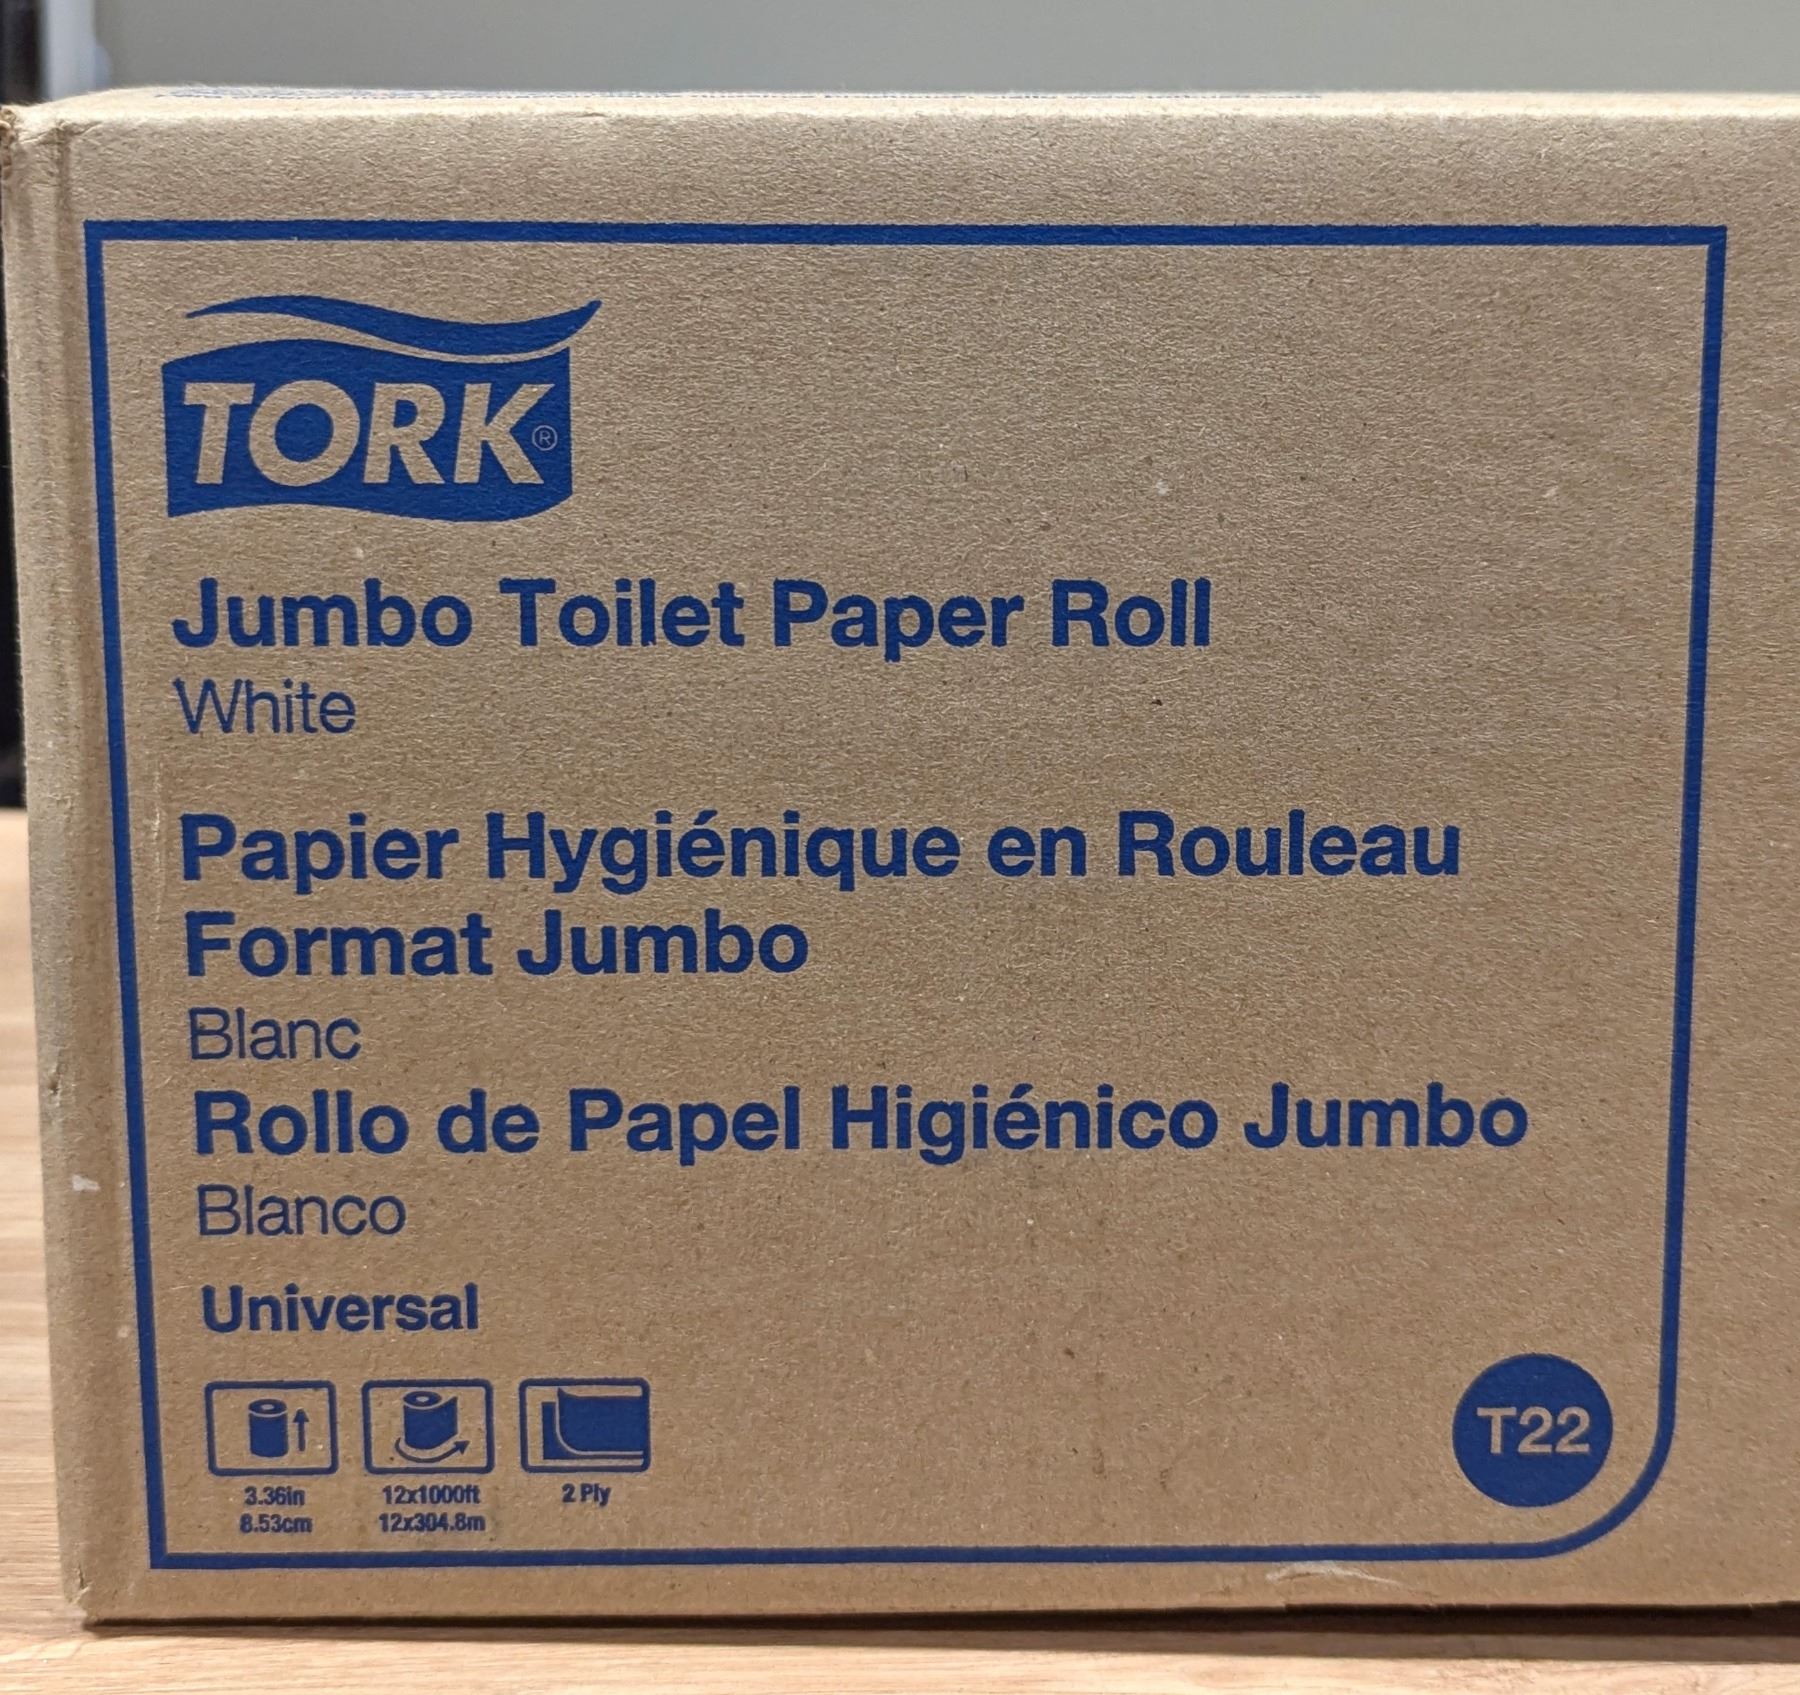 TORK®
Jumbo Toilet Paper Roll
White
Papier Hygiénique en Rouleau
Format Jumbo
Blanc
Rollo de Papel Higiénico Jumbo
Blanco
Universal
3.36in 12x1000ft 2 Ply
8.53cm 12x304.8m
T22